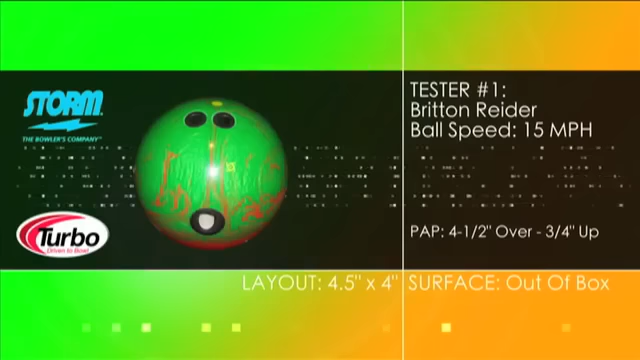 STORM
THE BOWLER'S COMPANY
Turbo
Driven to Bowl
TESTER #1:
Britton Reider
Ball Speed: 15 MPH
PAP: 4-1/2" Over - 3/4" Up
LAYOUT: 4.5" x 4"
SURFACE: Out Of Box